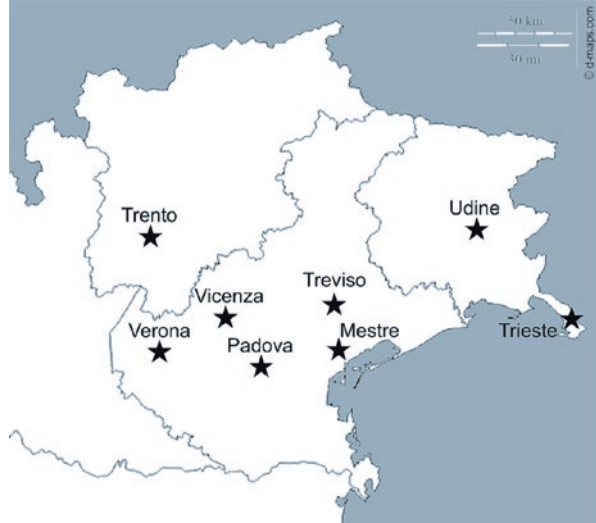 50 km
30 mi
© d-maps.com
Trento
Udine
Treviso
Vicenza
Verona
Mestre
Trieste
Padova